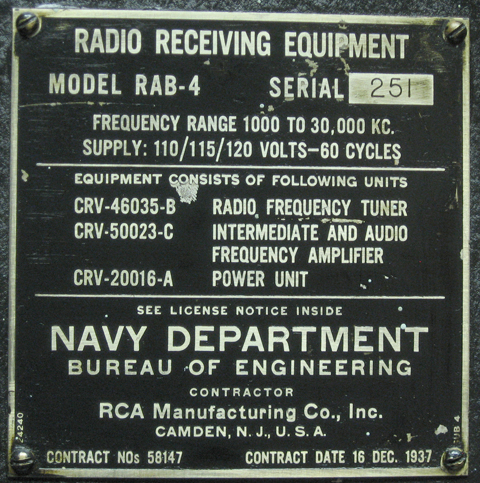 RADIO RECEIVING EQUIPMENT
MODEL RAB-4 SERIAL 251
FREQUENCY RANGE 1000 TO 30,000 KC.
SUPPLY: 110/115/120 VOLTS-60 CYCLES
EQUIPMENT CONSISTS OF FOLLOWING UNITS
CRV-46035-B RADIO FREQUENCY TUNER
CRV-50023-C INTERMEDIATE AND AUDIO
FREQUENCY AMPLIFIER
CRV-20016-A POWER UNIT
SEE LICENSE NOTICE INSIDE
NAVY DEPARTMENT
BUREAU OF ENGINEERING
CONTRACTOR
RCA Manufacturing Co., Inc.
CAMDEN, N. J., U. S. A.
CONTRACT NOs 58147 CONTRACT DATE 16 DEC. 1937